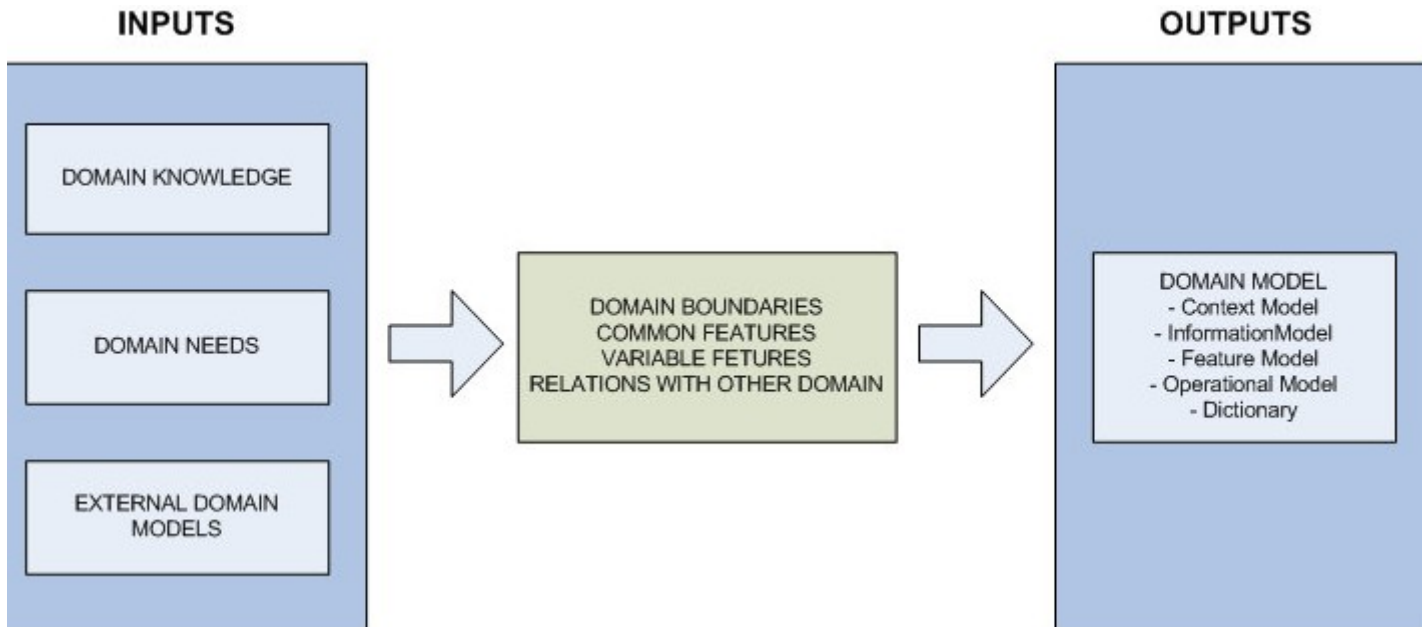 INPUTS
OUTPUTS
DOMAIN KNOWLEDGE
DOMAIN NEEDS
EXTERNAL DOMAIN
MODELS
DOMAIN BOUNDARIES
COMMON FEATURES
VARIABLE FETURES
RELATIONS WITH OTHER DOMAIN
DOMAIN MODEL
- Context Model
- InformationModel
- Feature Model
- Operational Model
- Dictionary